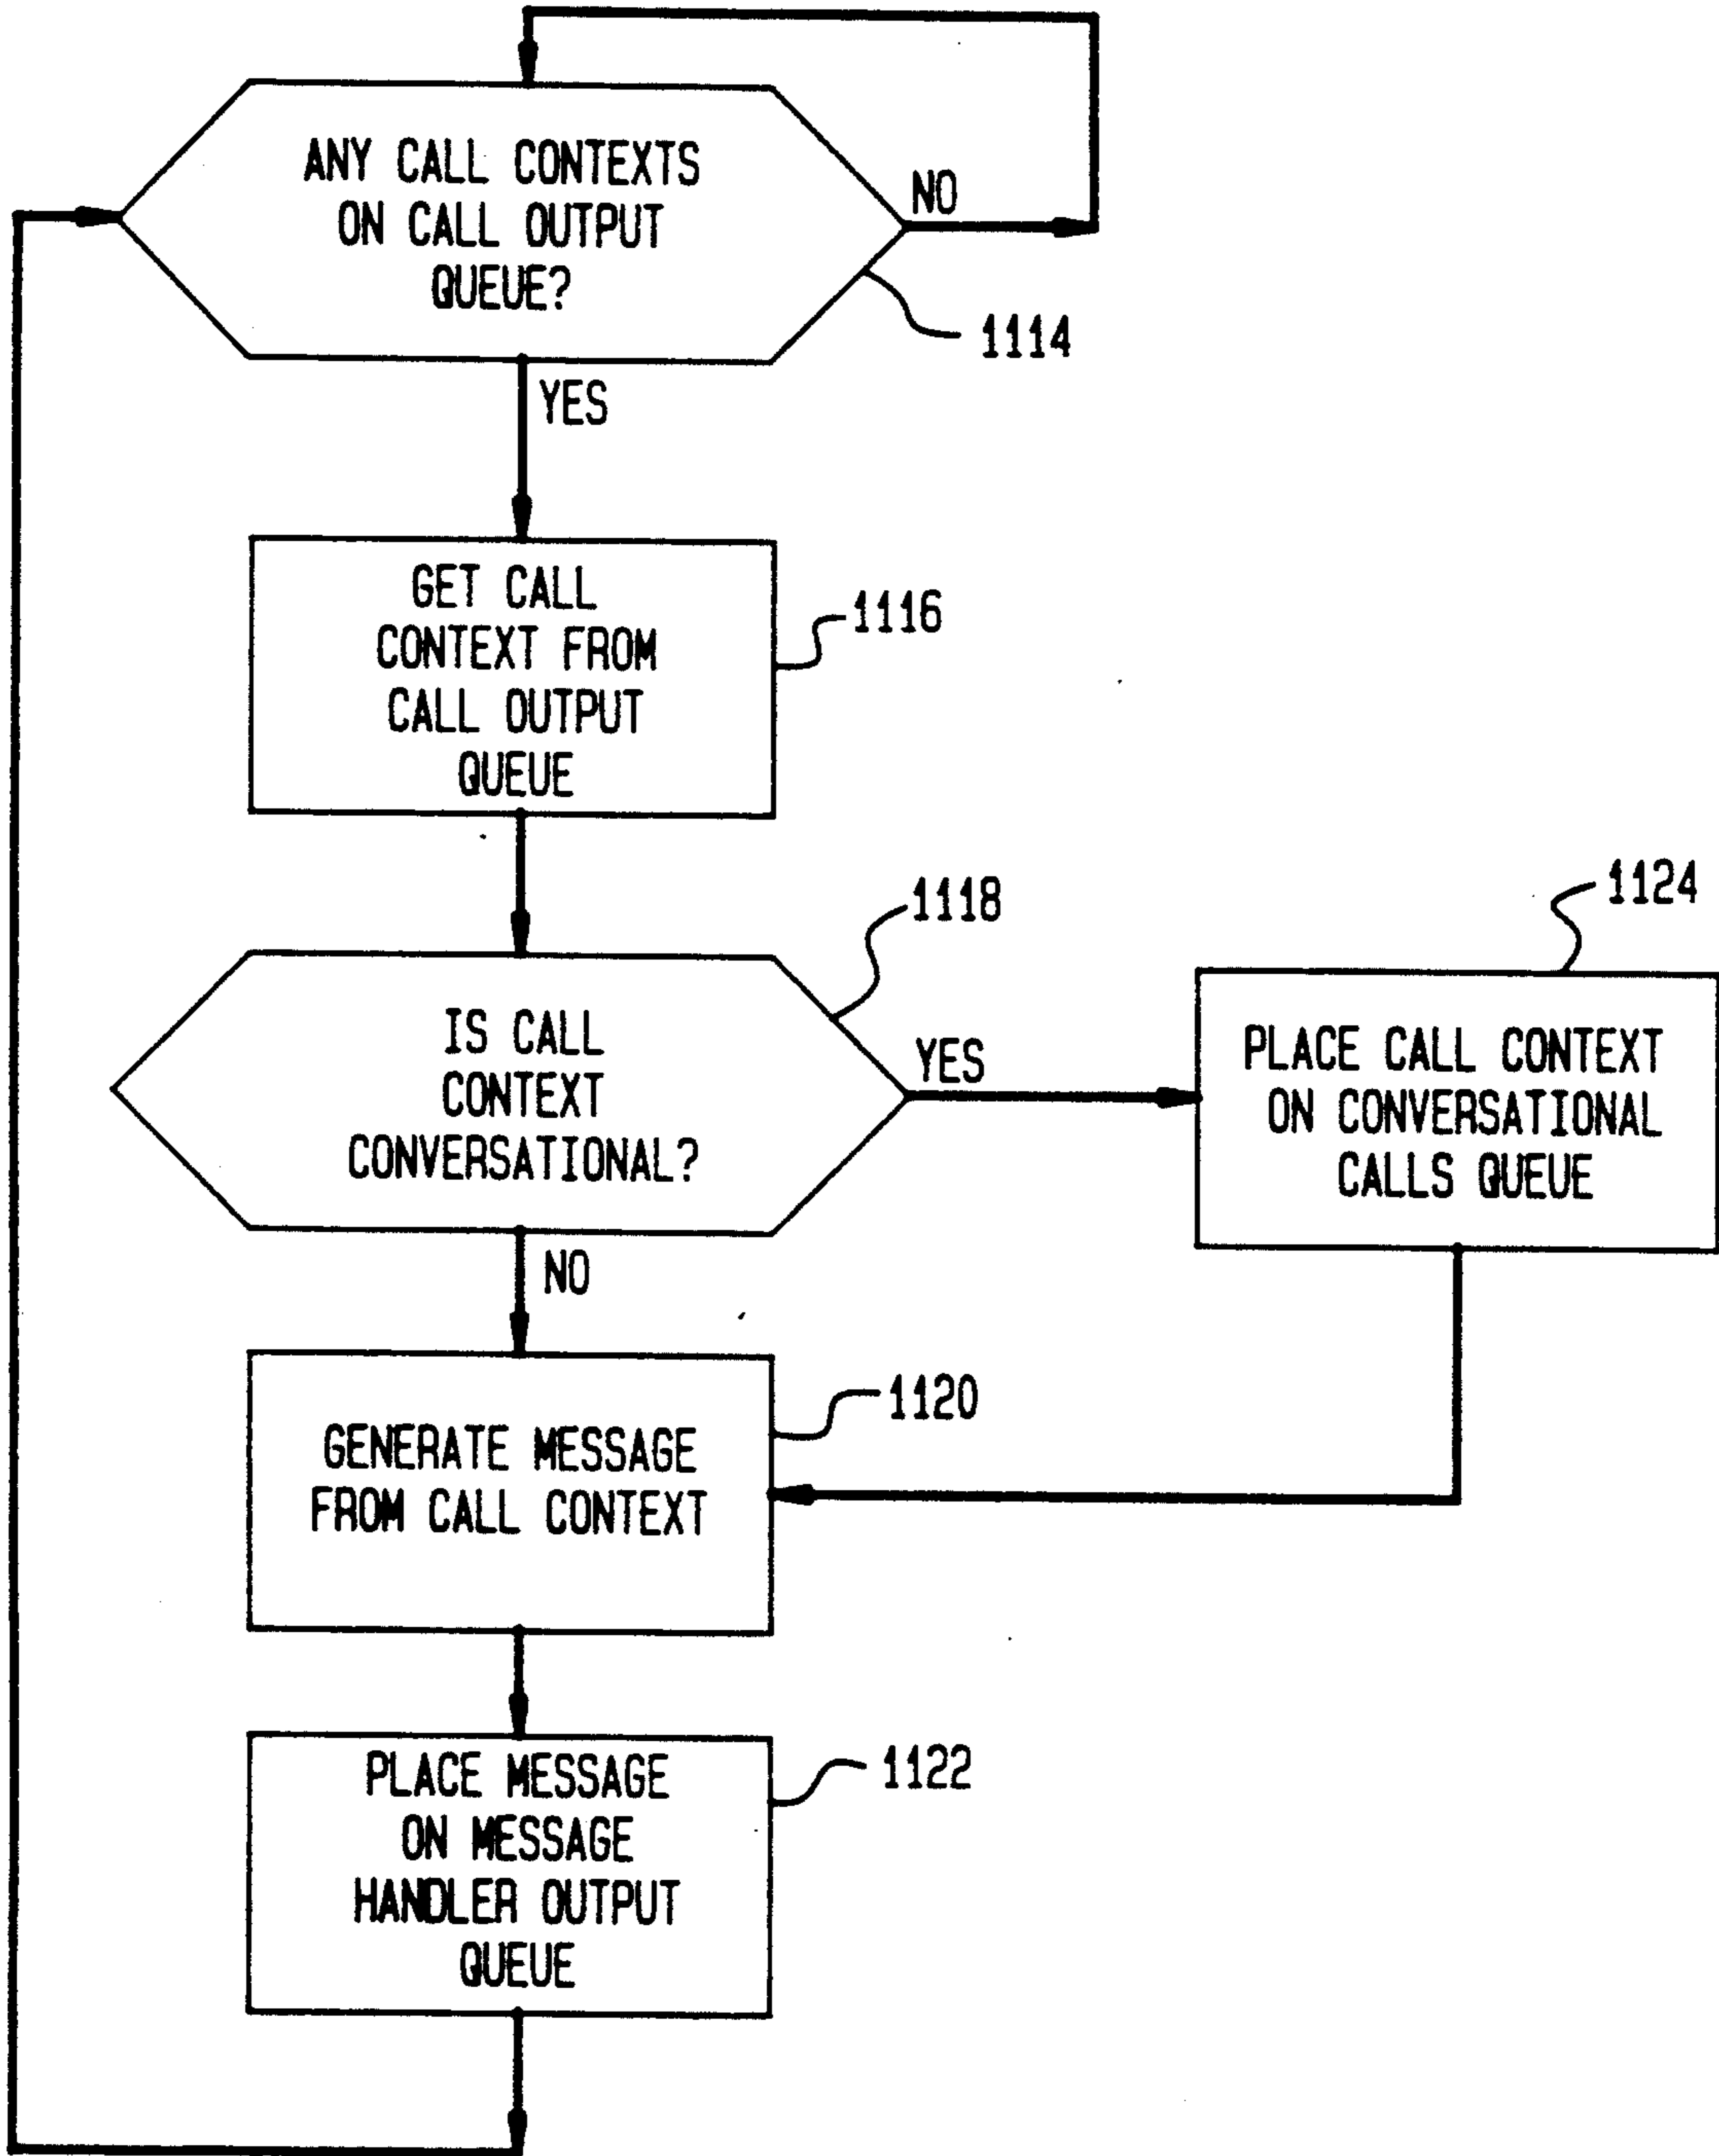 ANY CALL CONTEXTS
ON CALL OUTPUT
QUEUE?
NO
1114
YES
GET CALL
CONTEXT FROM
CALL OUTPUT
QUEUE
1116
1118
1124
IS CALL
CONTEXT
CONVERSATIONAL?
YES
PLACE CALL CONTEXT
ON CONVERSATIONAL
CALLS QUEUE
NO
1120
GENERATE MESSAGE
FROM CALL CONTEXT
PLACE MESSAGE
ON MESSAGE
HANDLER OUTPUT
QUEUE
1122